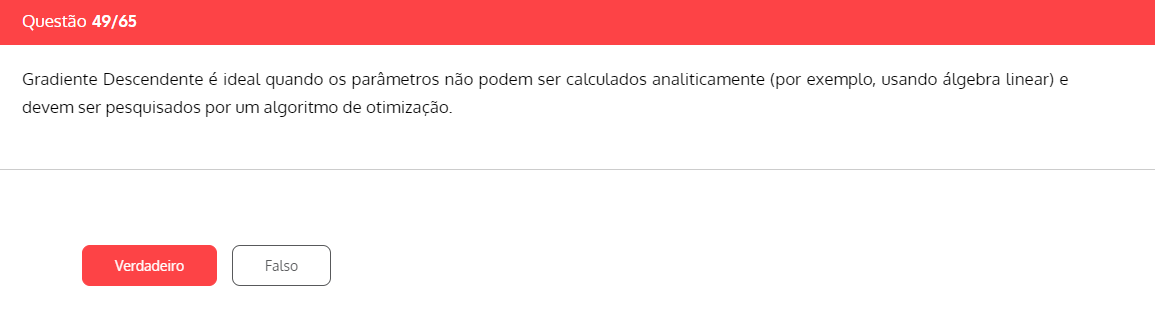 Questão 49/65
Gradiente Descendente é ideal quando os parâmetros não podem ser calculados analiticamente (por exemplo, usando álgebra linear) e
devem ser pesquisados por um algoritmo de otimização.
Verdadeiro
Falso